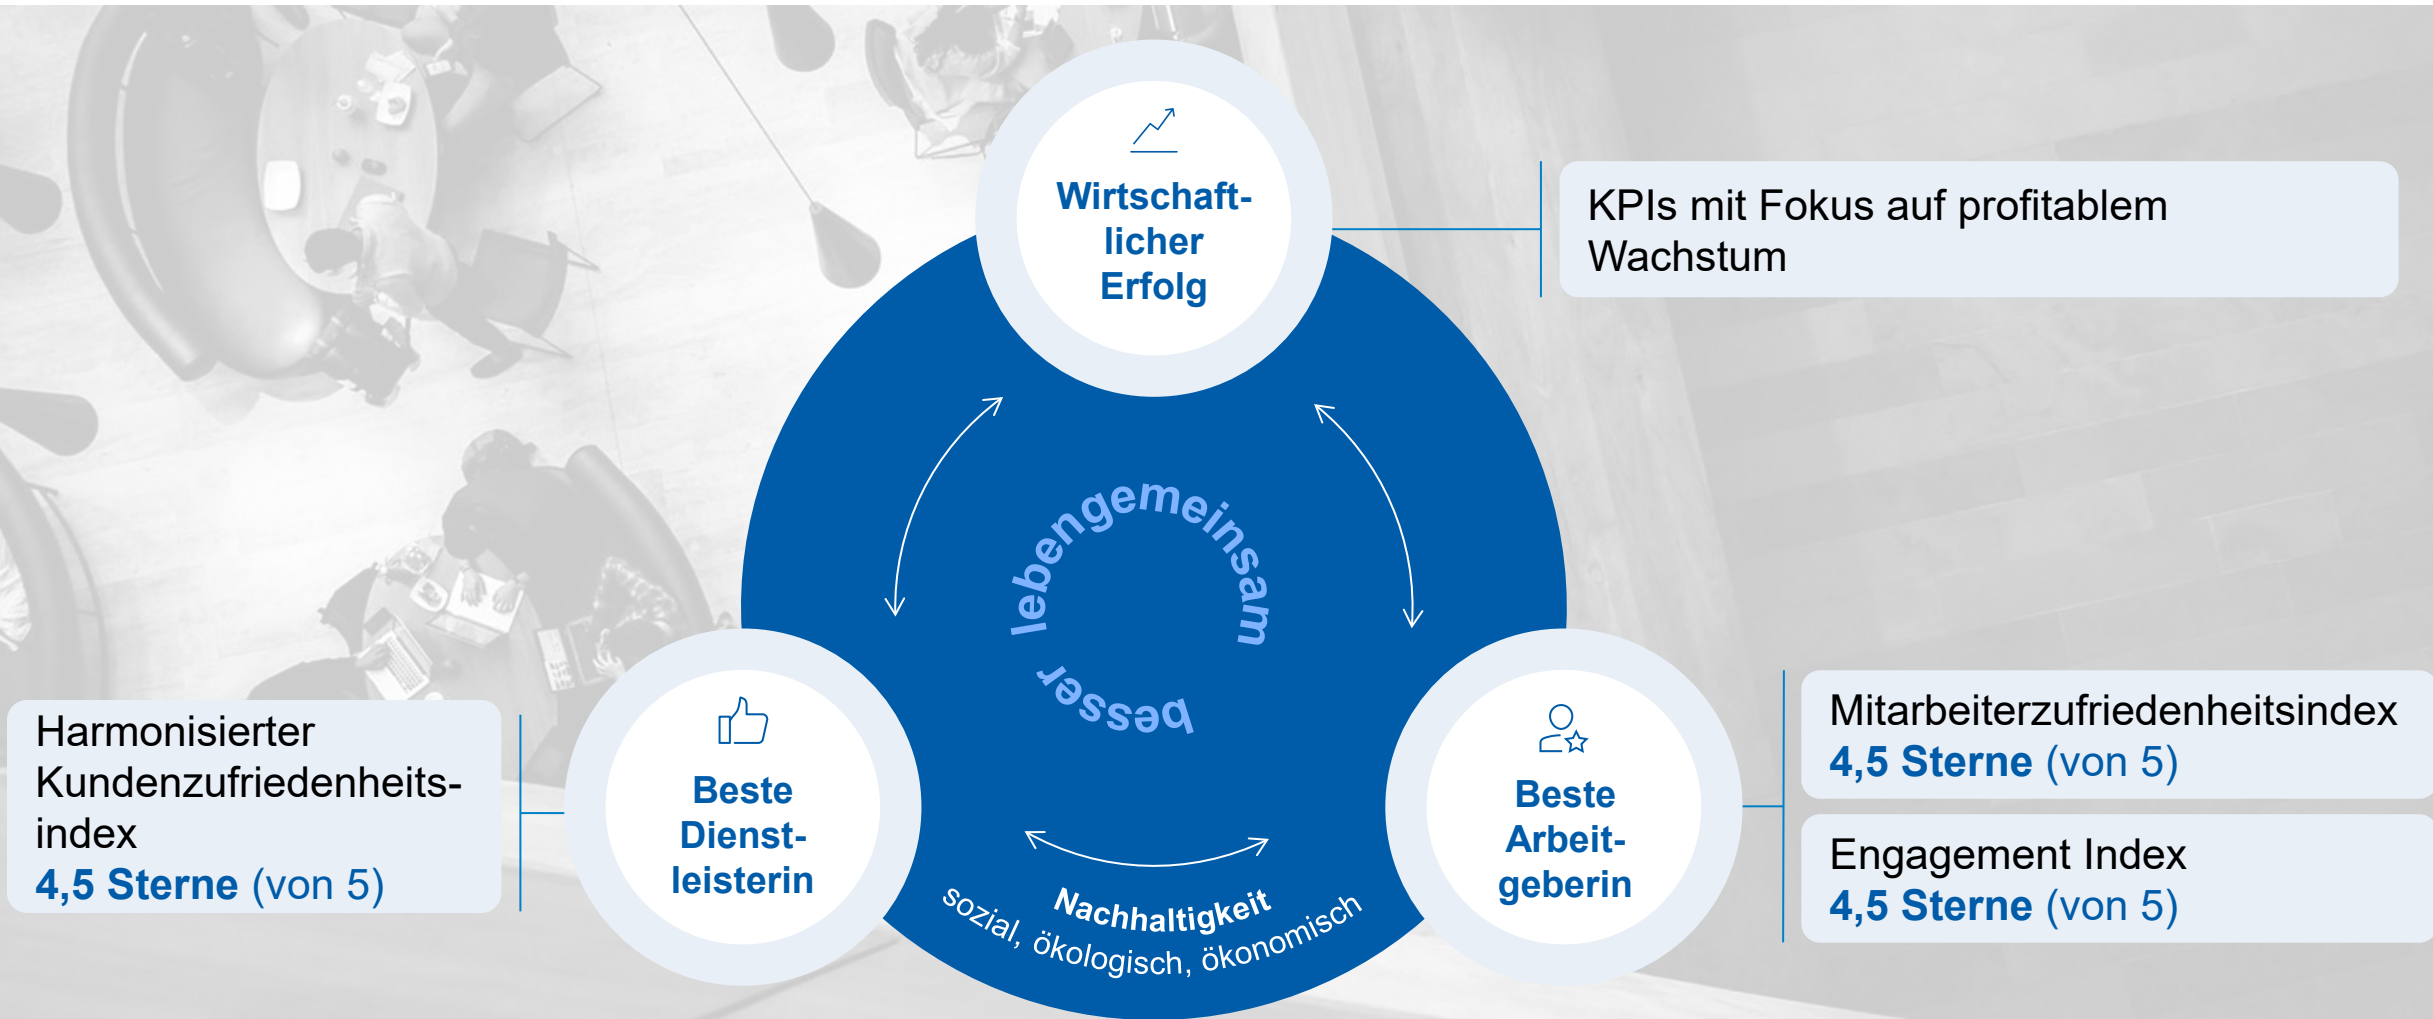 Wirtschaft-
licher
Erfolg
KPIs mit Fokus auf profitablem
Wachstum
gemeinsam
besser
leben
Harmonisierter
Kundenzufriedenheits-
index
4,5 Sterne (von 5)
Beste
Dienst-
leisterin
Beste
Arbeit-
geberin
Mitarbeiterzufriedenheitsindex
4,5 Sterne (von 5)
Engagement Index
4,5 Sterne (von 5)
Nachhaltigkeit
sozial, ökologisch, ökonomisch